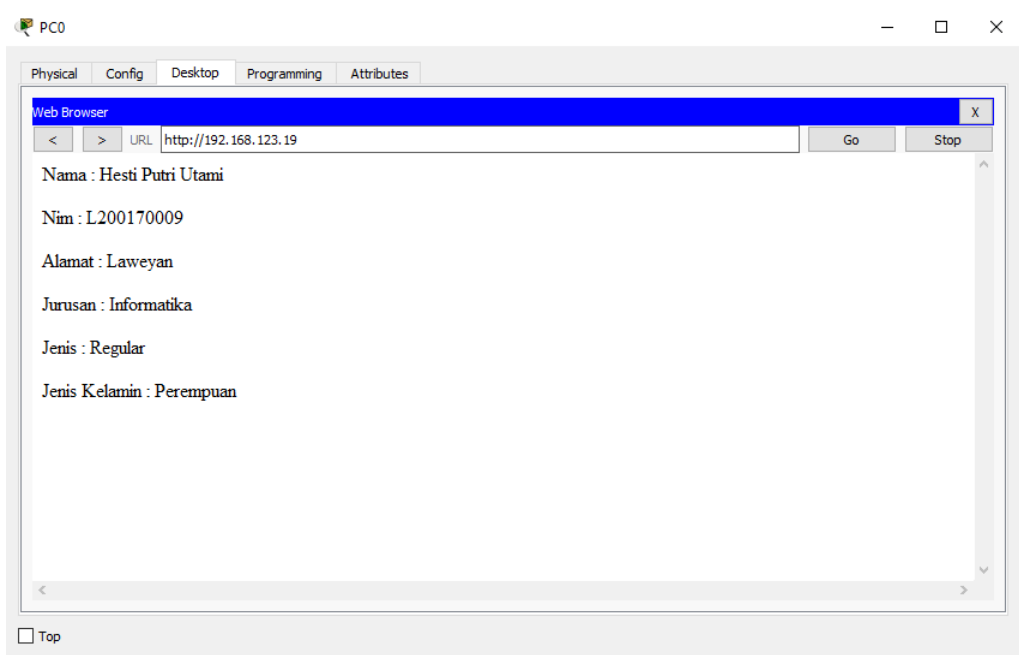 PC0
Physical Config Desktop Programming Attributes
Web Browser X
< > URL http://192.168.123.19 Go Stop
Nama : Hesti Putri Utami
Nim : L200170009
Alamat : Laweyan
Jurusan : Informatika
Jenis : Regular
Jenis Kelamin : Perempuan
Top